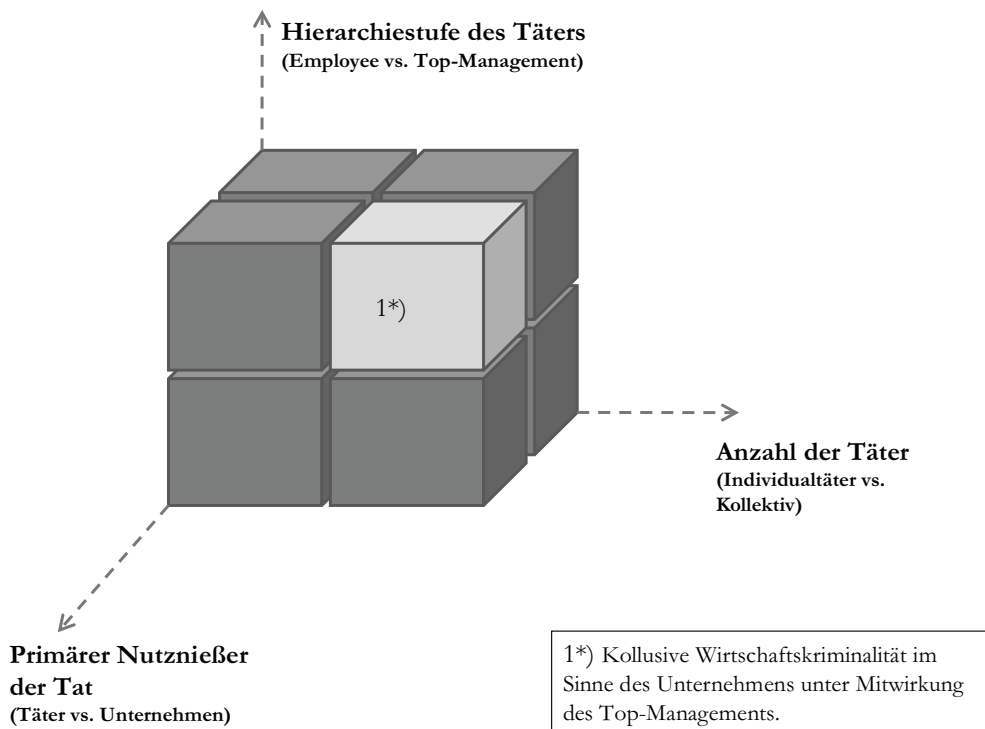 Hierarchiestufe des Täters
(Employee vs. Top-Management)
1*)
Anzahl der Täter
(Individualtäter vs.
Kollektiv)
Primärer Nutznießer
der Tat
(Täter vs. Unternehmen)
1*) Kollusive Wirtschaftskriminalität im
Sinne des Unternehmens unter Mitwirkung
des Top-Managements.